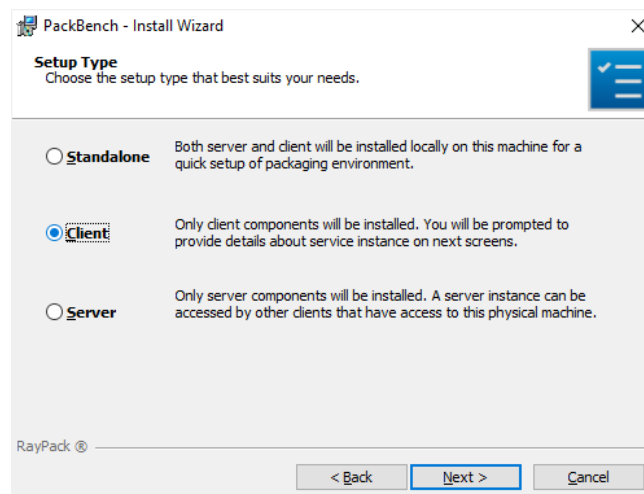 PackBench - Install Wizard
Setup Type
Choose the setup type that best suits your needs.
Standalone
Both server and client will be installed locally on this machine for a
quick setup of packaging environment.
Client
Only client components will be installed. You will be prompted to
provide details about service instance on next screens.
Server
Only server components will be installed. A server instance can be
accessed by other clients that have access to this physical machine.
RayPack ®
< Back
Next >
Cancel